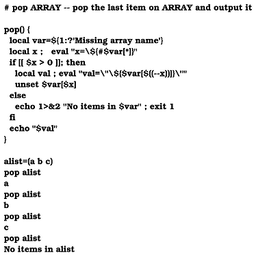 # pop ARRAY -- pop the last item on ARRAY and output it
pop() {
local var=${1:?'Missing array name'}
local x ; eval "x=\${#$var[*]}"
if [[ $x > 0 ]]; then
local val ; eval "val=\"\${$var[$((--x))]}\""
unset $var[$x]
else
echo 1>&2 "No items in $var" ; exit 1
fi
echo "$val"
}
alist=(a b c)
pop alist
a
pop alist
b
pop alist
c
pop alist
No items in alist